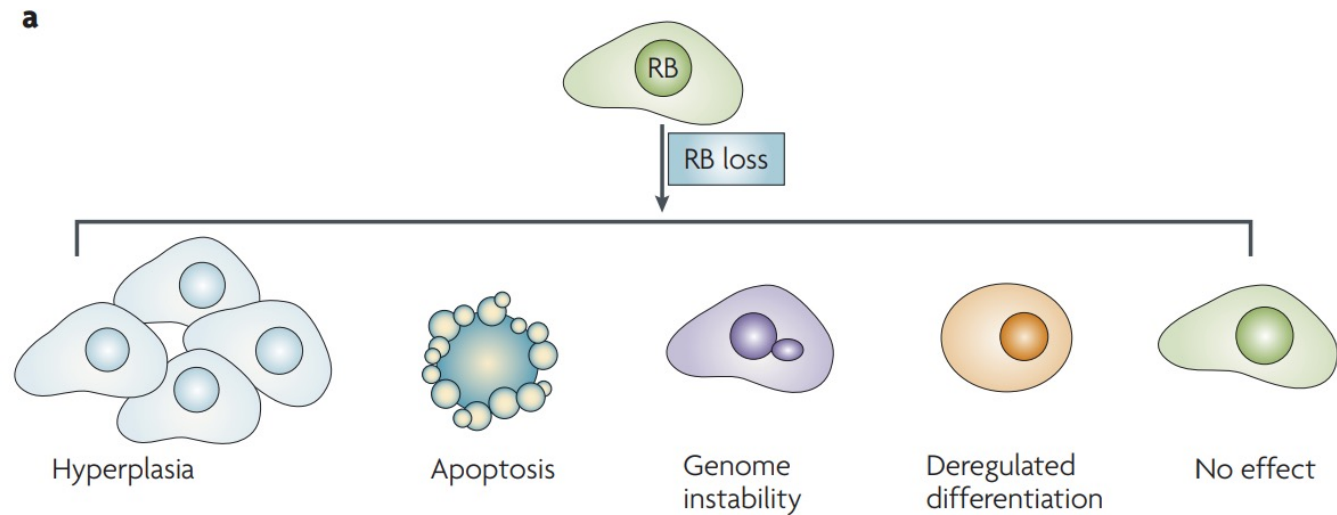 a
RB
RB loss
Hyperplasia
Apoptosis
Genome
instability
Deregulated
differentiation
No effect